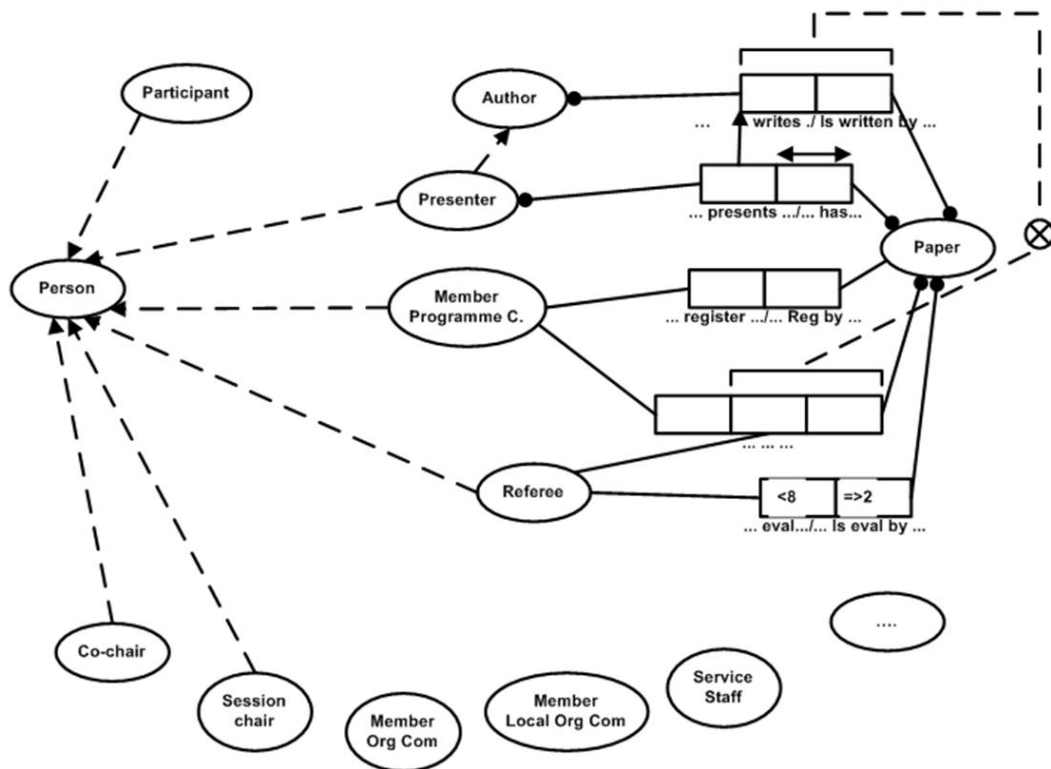 Participant
Author
... writes ./ Is written by ...
Presenter
... presents .../... has...
Paper
Person
Member
Programme C.
... register .../... Reg by ...
... ... ...
Referee
<8 =>2
... eval.../... Is eval by ...
....
Co-chair
Service
Staff
Session
chair
Member
Local Org Com
Member
Org Com